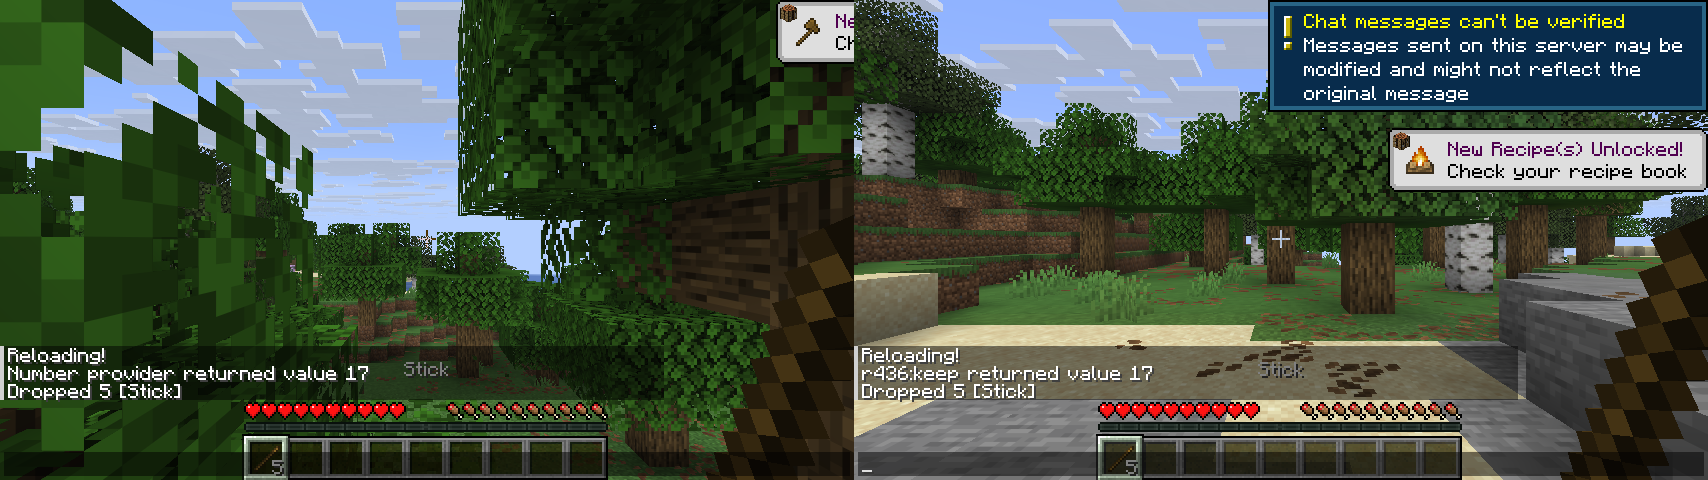 Ne
Ch
Reloading!
Number provider returned value 17
Dropped 5 [Stick]
Stick
5
Chat messages can't be verified
Messages sent on this server may be
modified and might not reflect the
original message
New Recipe(s) Unlocked!
Check your recipe book
Reloading!
r436:keep returned value 17
Dropped 5 [Stick]
Stick
5
_